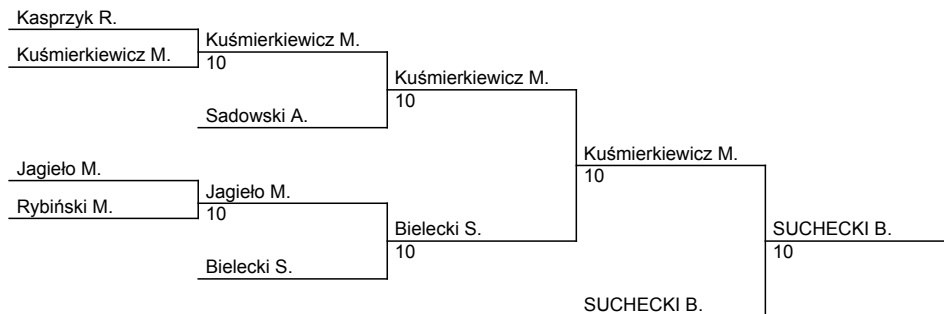 Kasprzyk R.
Kuśmierkiewicz M.
Kuśmierkiewicz M.
10
Kuśmierkiewicz M.
10
Sadowski A.
Kuśmierkiewicz M.
10
Jagieło M.
Rybiński M.
Jagieło M.
10
Bielecki S.
10
SUCHECKI B.
10
Bielecki S.
SUCHECKI B.